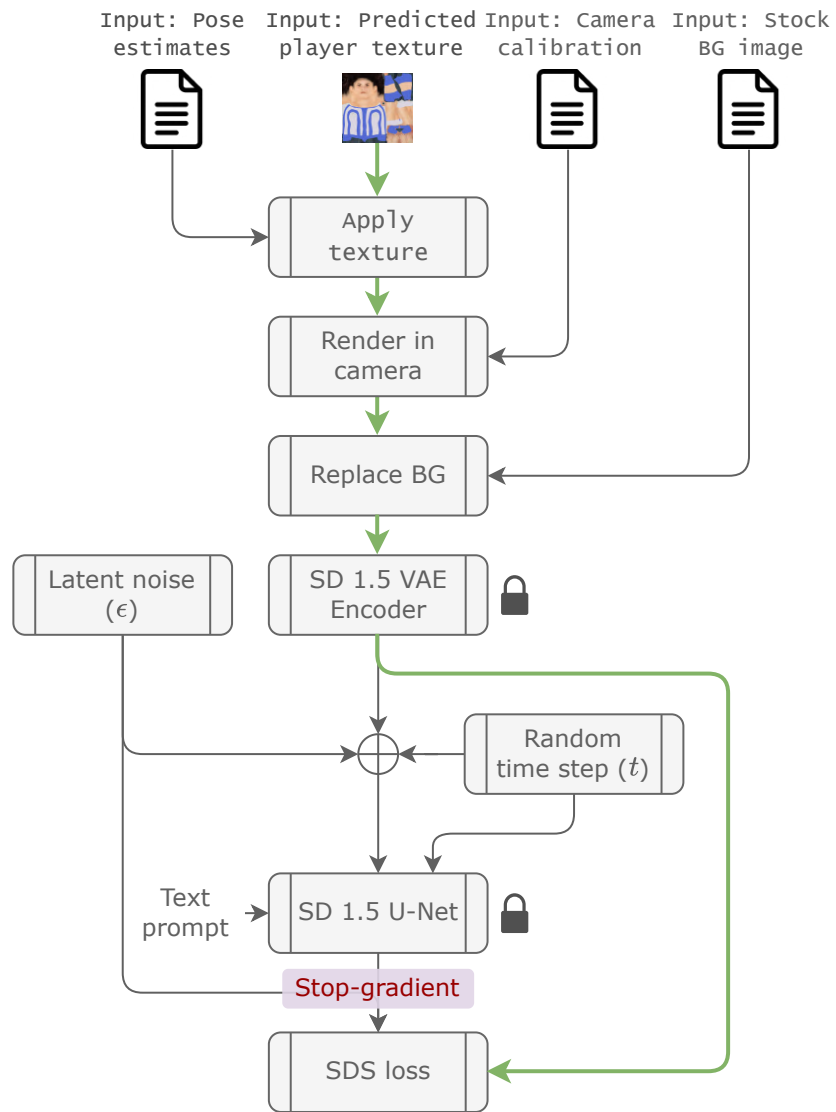 Input: Pose
estimates
Input: Predicted
player texture
Input: Camera
calibration
Input: Stock
BG image
Apply
texture
Render in
camera
Replace BG
Latent noise
(ϵ)
SD 1.5 VAE
Encoder
Random
time step (t)
Text
prompt
SD 1.5 U-Net
Stop-gradient
SDS loss